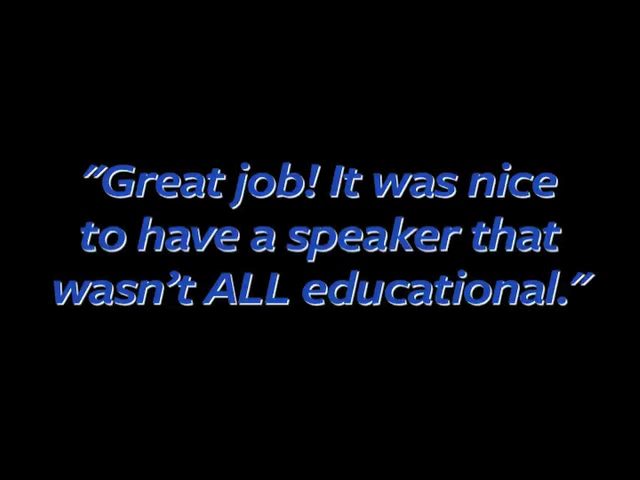 "Great job! It was nice
to have a speaker that
wasn't ALL educational."